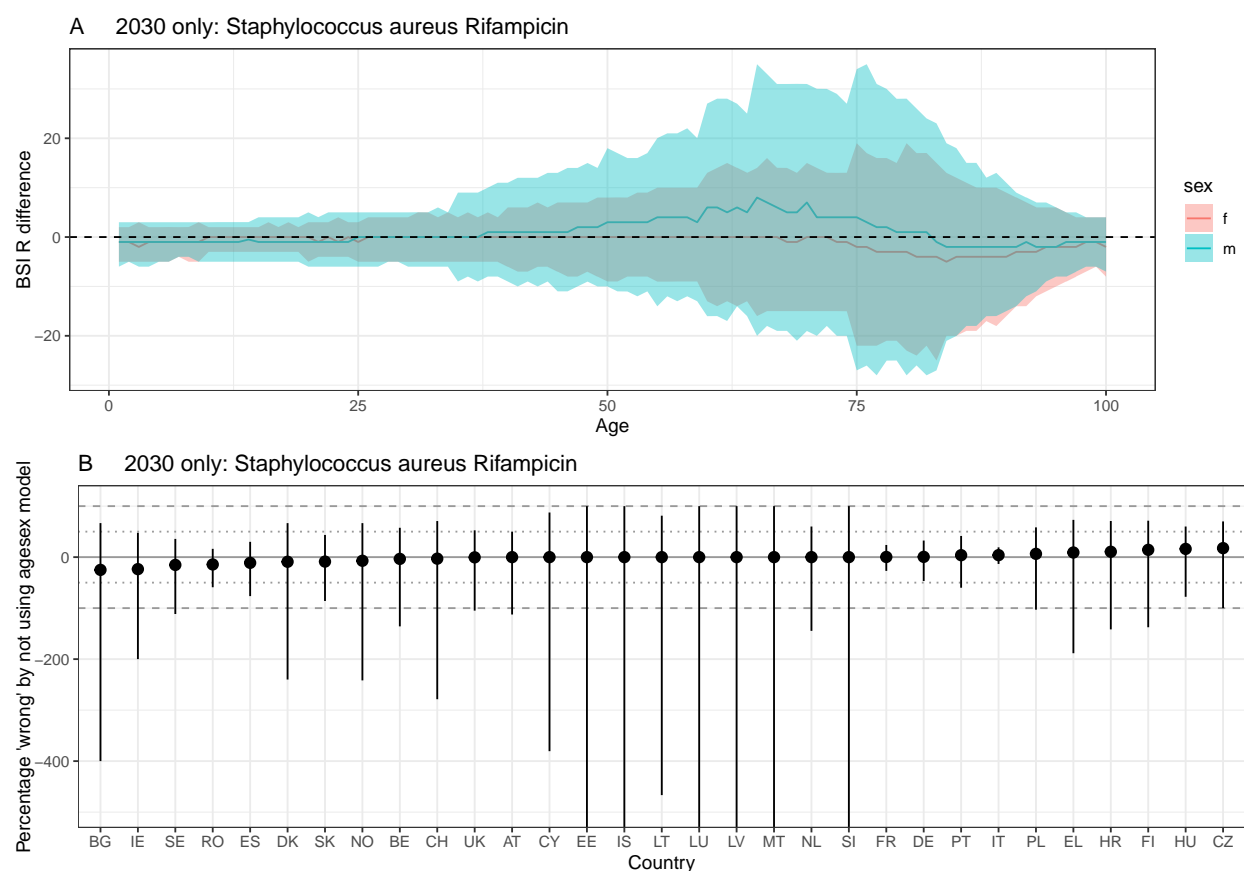 A 2030 only: Staphylococcus aureus Rifampicin
20
0
−20
BSI R difference
0 25 50 75 100
Age
sex
f
m
B 2030 only: Staphylococcus aureus Rifampicin
0
−200
−400
Percentage 'wrong' by not using agesex model
BG IE SE RO ES DK SK NO BE CH UK AT CY EE IS LT LU LV MT NL SI FR DE PT IT PL EL HR FI HU CZ
Country